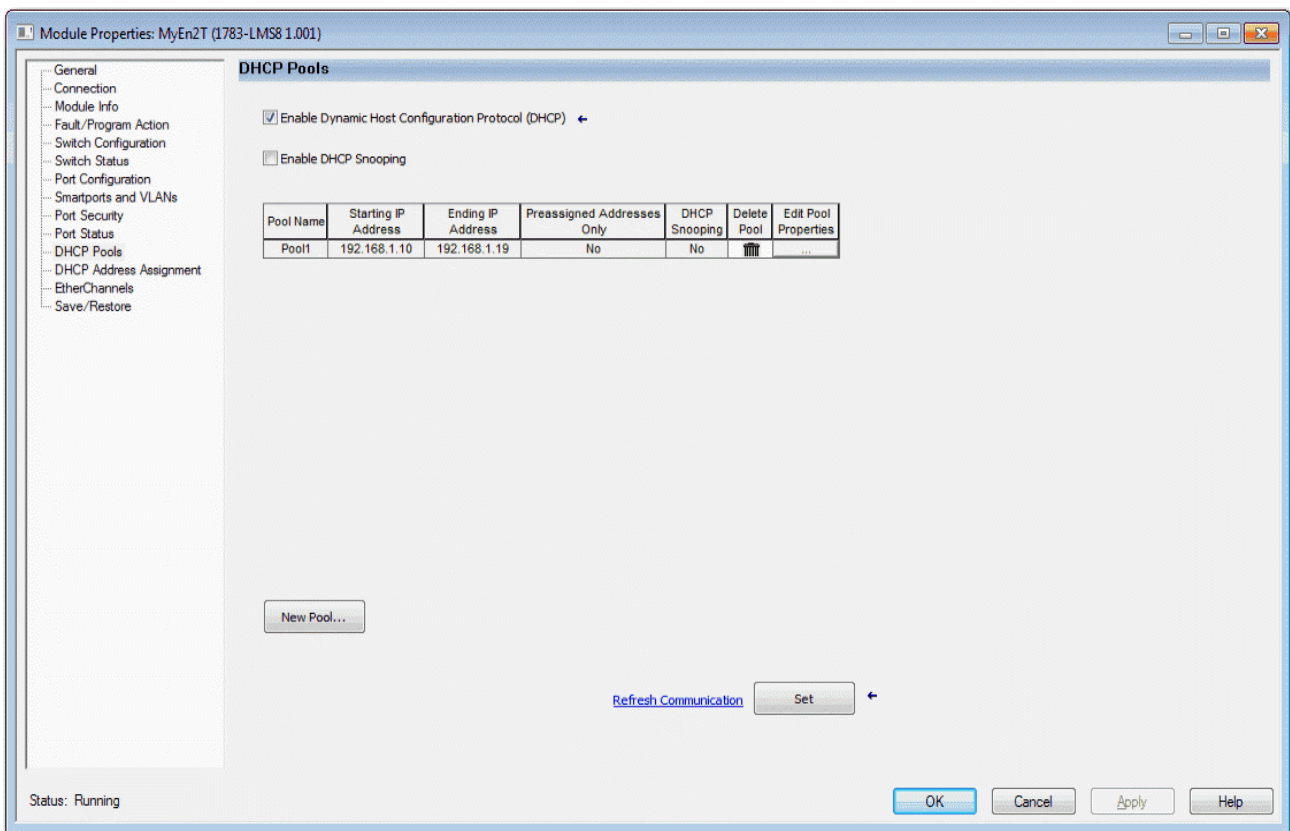 Module Properties: MyEn2T (1783-LMS8 1.001)
General
Connection
Module Info
Fault/Program Action
Switch Configuration
Switch Status
Port Configuration
Smartports and VLANs
Port Security
Port Status
DHCP Pools
DHCP Address Assignment
EtherChannels
Save/Restore
DHCP Pools
Enable Dynamic Host Configuration Protocol (DHCP)
Enable DHCP Snooping
Pool Name Starting IP Address Ending IP Address Preassigned Addresses Only DHCP Snooping Delete Pool Edit Pool Properties
Pool1 192.168.1.10 192.168.1.19 No No ...
New Pool...
Refresh Communication Set
Status: Running
OK Cancel Apply Help